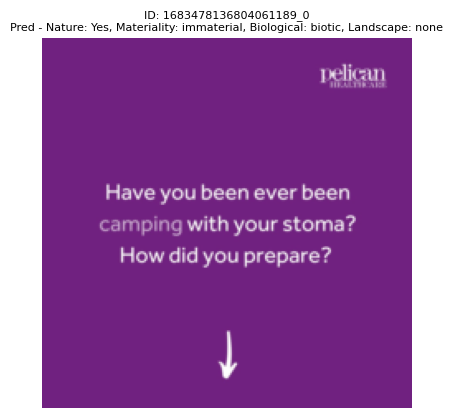 ID: 1683478136804061189_0
Pred - Nature: Yes, Materiality: immaterial, Biological: biotic, Landscape: none
pelican
HEALTHCARE
Have you been ever been
camping with your stoma?
How did you prepare?